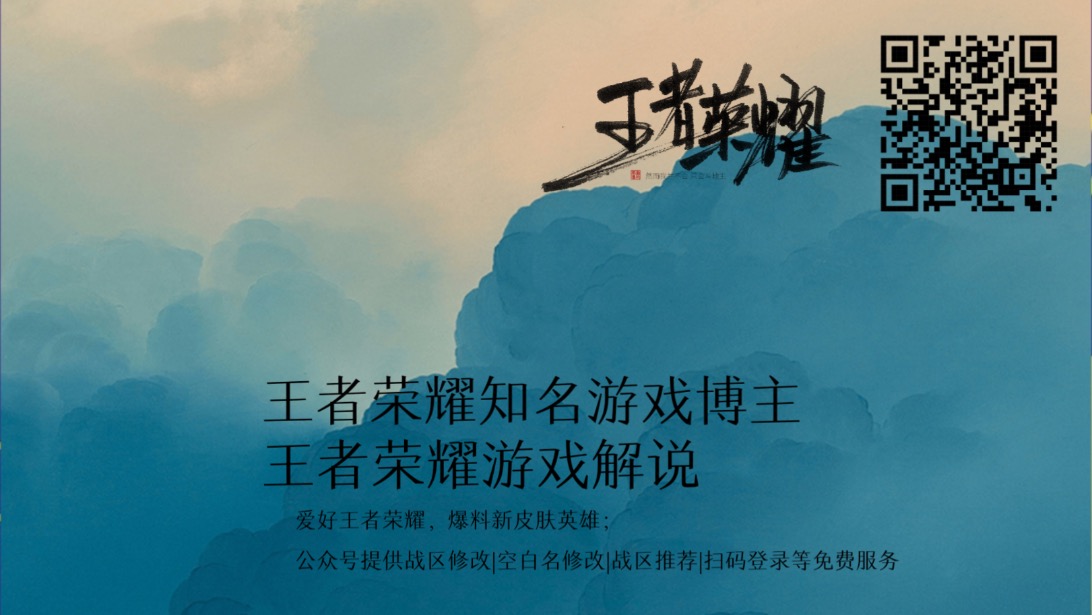 王者荣耀
王者荣耀知名游戏博主
王者荣耀游戏解说
爱好王者荣耀，爆料新皮肤英雄；
公众号提供战区修改|空白名修改|战区推荐|扫码登录等免费服务